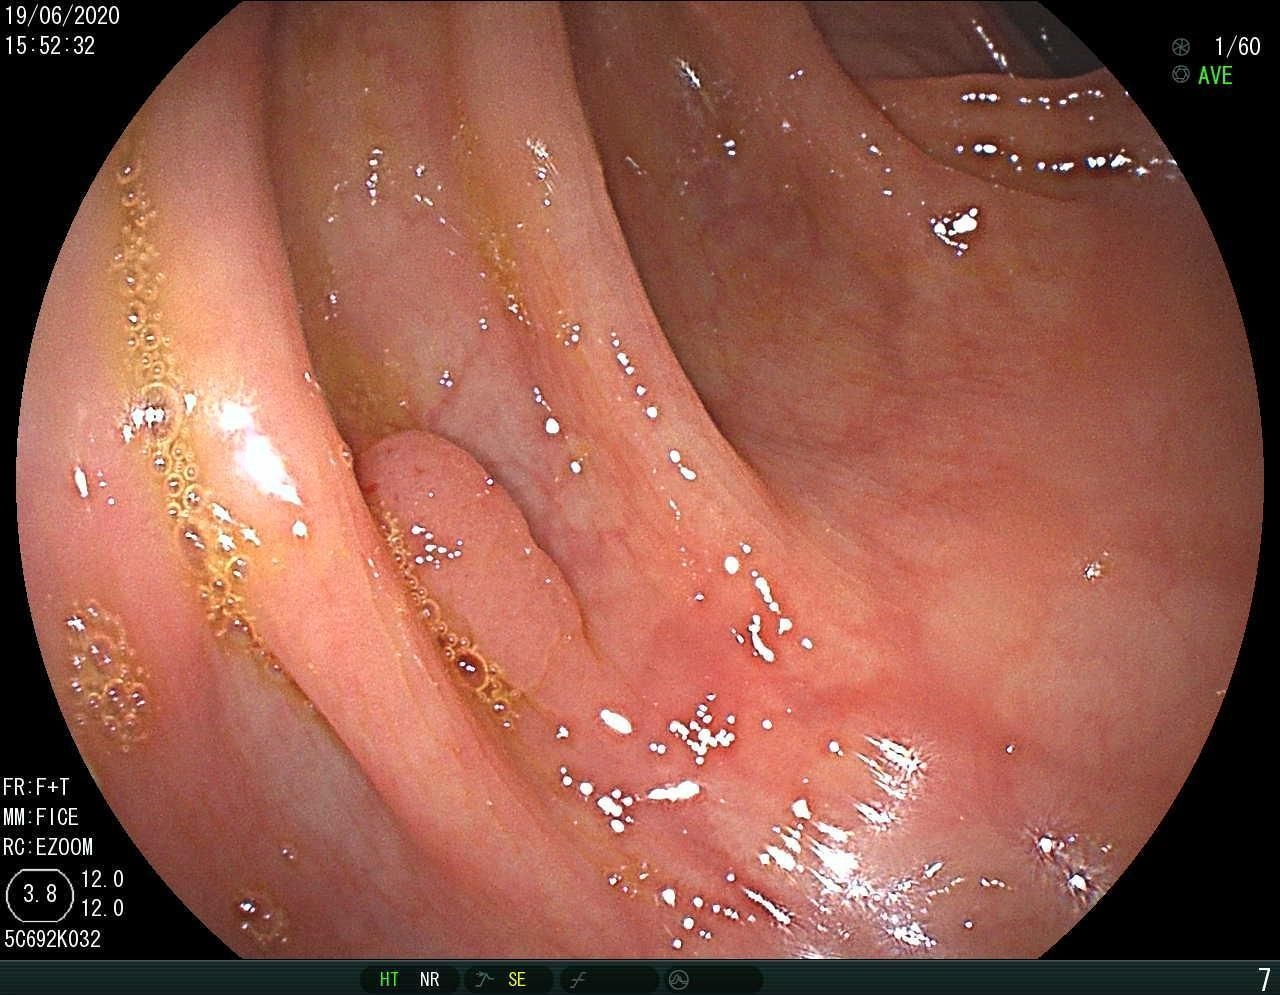 19/06/2020
15:52:32
1/60
AVE
FR:F+T
MM:FICE
RC:EZOOM
3.8
12.0
12.0
5C692K032
HT NR SE
7